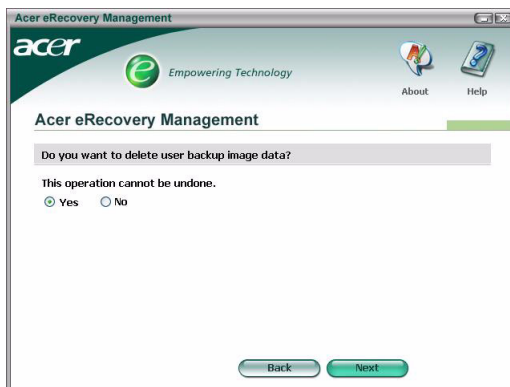 Acer eRecovery Management
acer
e Empowering Technology
About Help
Acer eRecovery Management
Do you want to delete user backup image data?
This operation cannot be undone.
Yes No
Back Next